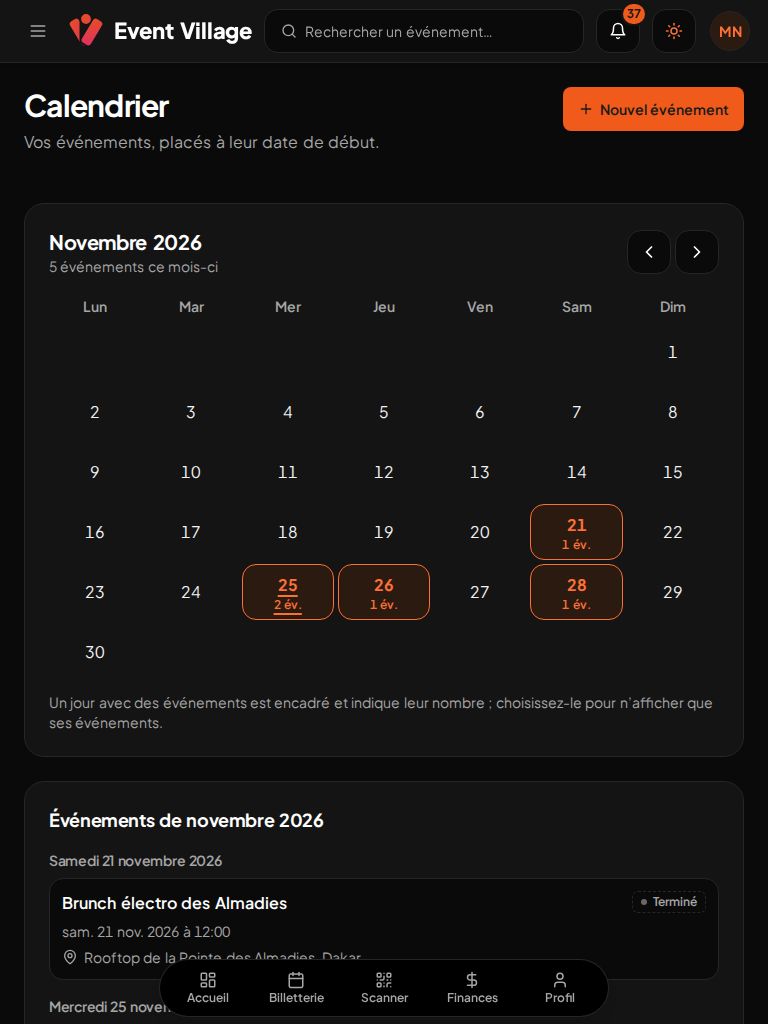 Event Village
Rechercher un événement…
37
MN
Calendrier
Vos événements, placés à leur date de début.
+ Nouvel événement
Novembre 2026
5 événements ce mois-ci
Lun Mar Mer Jeu Ven Sam Dim
1
2 3 4 5 6 7 8
9 10 11 12 13 14 15
16 17 18 19 20 21 22
1 év.
23 24 25 26 27 28 29
2 év. 1 év. 1 év.
30
Un jour avec des événements est encadré et indique leur nombre ; choisissez-le pour n’afficher que
ses événements.
Événements de novembre 2026
Samedi 21 novembre 2026
Brunch électro des Almadies
Terminé
sam. 21 nov. 2026 à 12:00
Rooftop de la Pointe des Almadies, Dakar
Mercredi 25
Accueil Billetterie Scanner Finances Profil